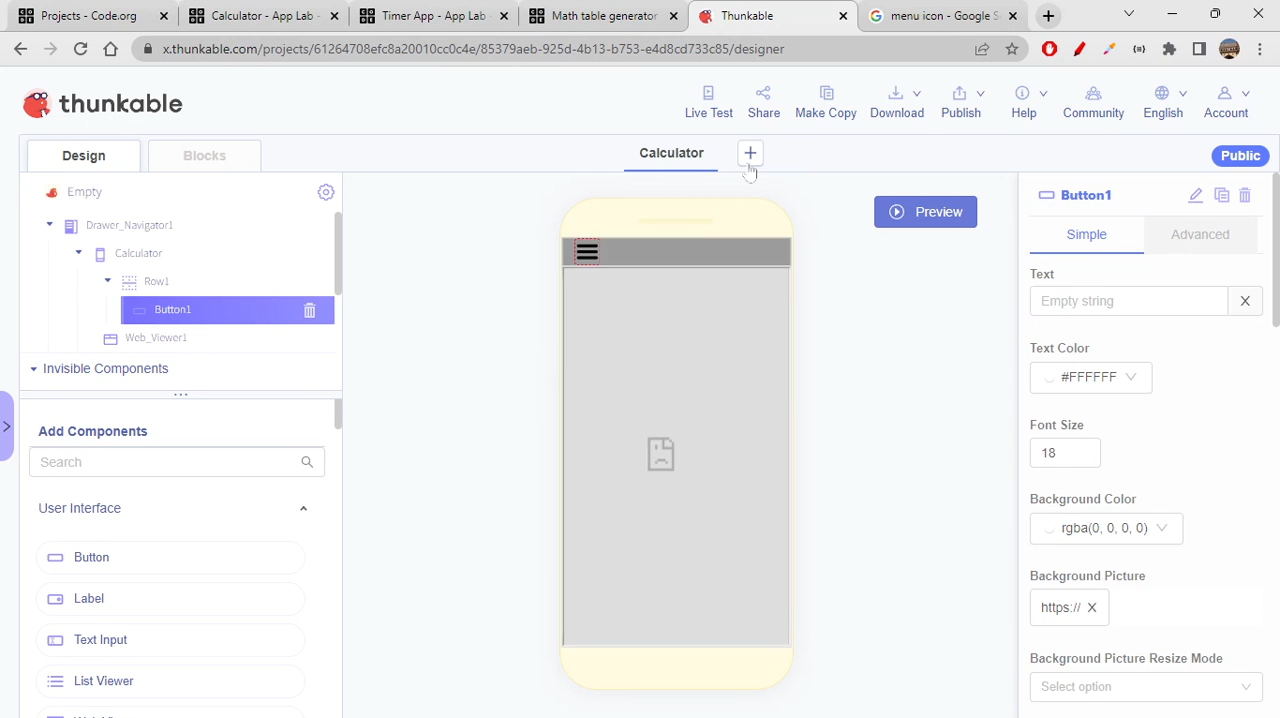 Projects - Code.org
Calculator - App Lab -
Timer App - App Lab -
Math table generator
Thunkable
menu icon - Google S
x.thunkable.com/projects/61264708efc8a20010cc0c4e/85379aeb-925d-4b13-b753-e4d8cd733c85/designer
thunkable
Live Test
Share
Make Copy
Download
Publish
Help
Community
English
Account
Design
Blocks
Calculator
Public
Empty
Drawer_Navigator1
Calculator
Row1
Button1
Web_Viewer1
Invisible Components
Add Components
Search
User Interface
Button
Label
Text Input
List Viewer
Preview
Button1
Simple
Advanced
Text
Empty string
X
Text Color
#FFFFFF
Font Size
18
Background Color
rgba(0, 0, 0, 0)
Background Picture
https://
Background Picture Resize Mode
Select option